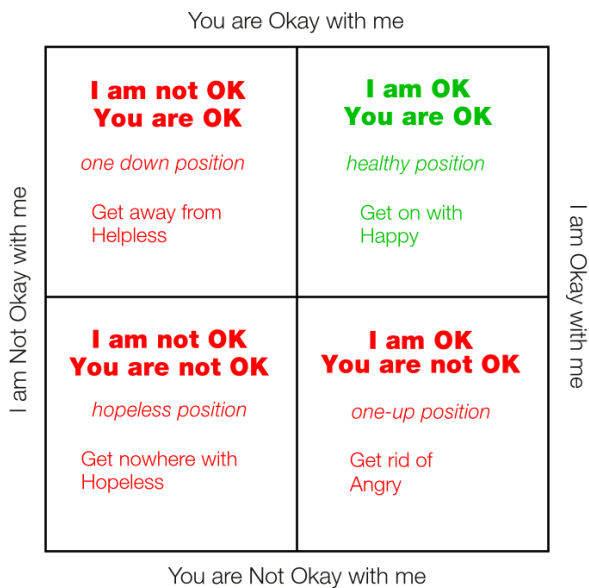 You are Okay with me
I am Not Okay with me
I am not OK
You are OK
one down position
Get away from
Helpless
I am OK
You are OK
healthy position
Get on with
Happy
I am Okay with me
I am not OK
You are not OK
hopeless position
Get nowhere with
Hopeless
I am OK
You are not OK
one-up position
Get rid of
Angry
You are Not Okay with me